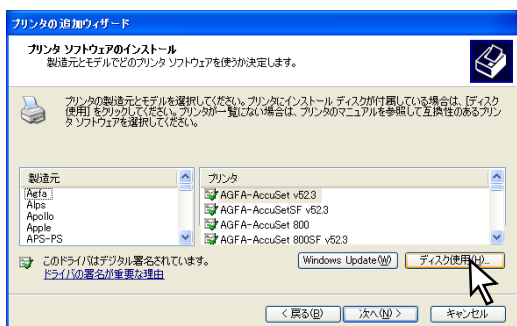 プリンタの追加ウィザード
プリンタ ソフトウェアのインストール
製造元とモデルでどのプリンタ ソフトウェアを使うか決定します。
プリンタの製造元とモデルを選択してください。プリンタにインストール ディスクが付属している場合は、[ディスク
使用] をクリックしてください。プリンタが一覧にない場合は、プリンタのマニュアルを参照して互換性のあるプリン
タ ソフトウェアを選択してください。
製造元
Agfa
Alps
Apollo
Apple
APS-PS
プリンタ
AGFA-AccuSet v52.3
AGFA-AccuSetSF v52.3
AGFA-AccuSet 800
AGFA-AccuSet 800SF v52.3
このドライバはデジタル署名されています。
ドライバの署名が重要な理由
Windows Update(W)
ディスク使用(H)...
< 戻る(B)
次へ(N) >
キャンセル